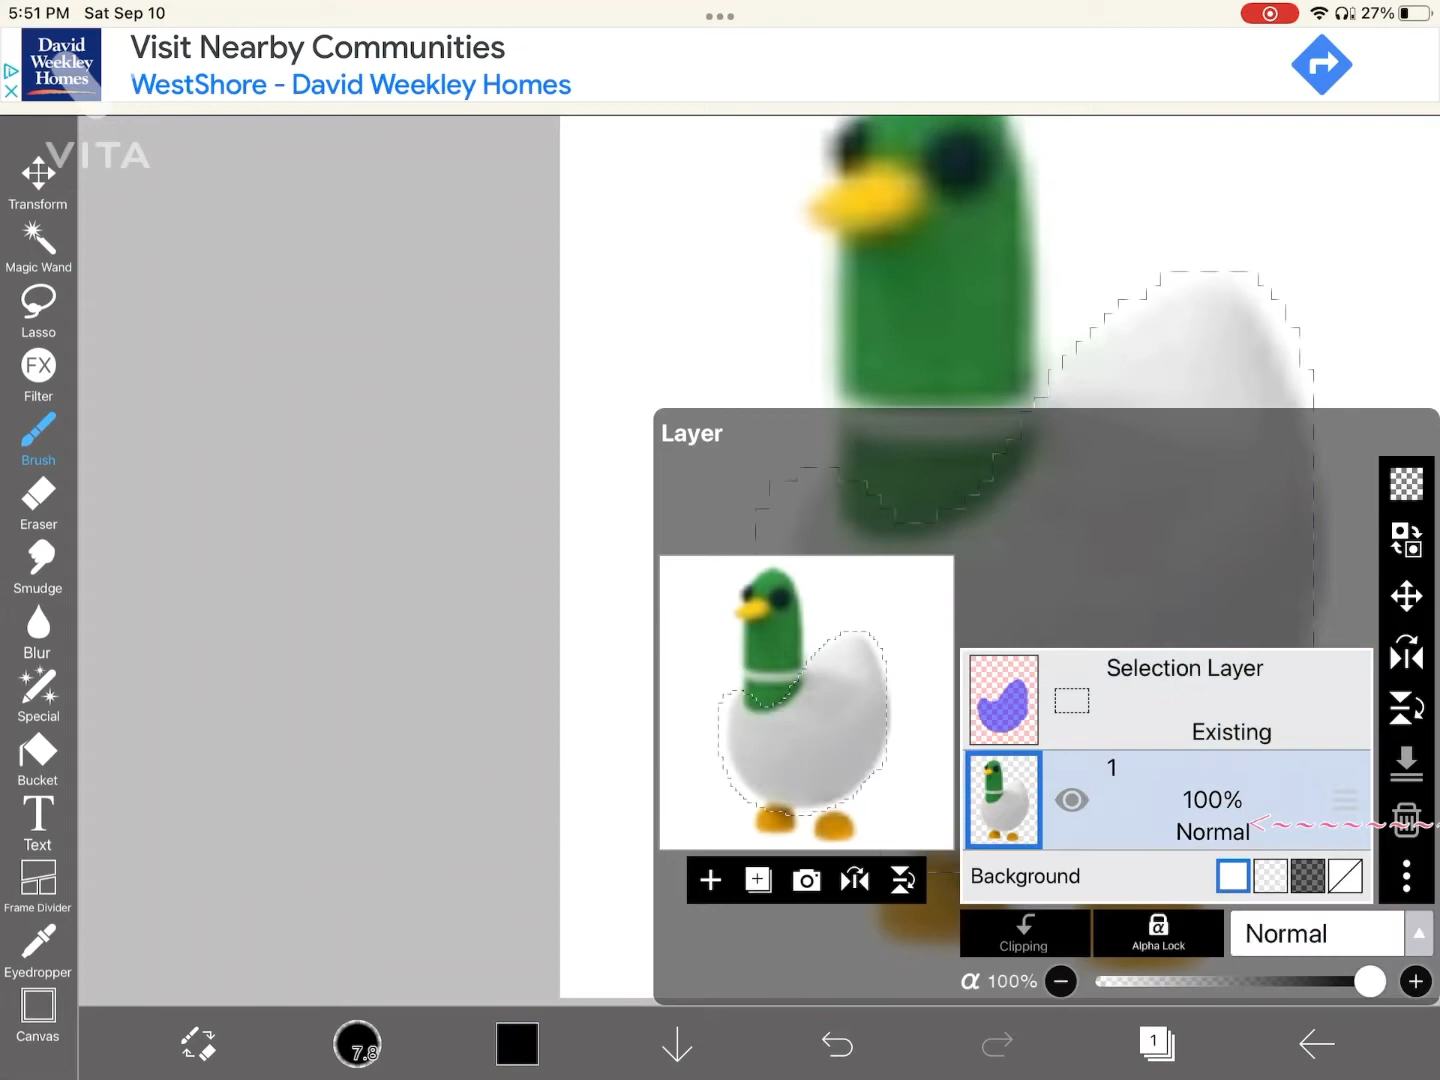 5:51 PM Sat Sep 10
27%
David
Weekley
Homes
Visit Nearby Communities
WestShore - David Weekley Homes
VITA
Transform
Magic Wand
Lasso
FX
Filter
Brush
Eraser
Smudge
Blur
Special
Bucket
T
Text
Frame Divider
Eyedropper
Canvas
Layer
Selection Layer
Existing
1
100%
Normal
Background
Clipping
α
Alpha Lock
Normal
α 100%
7.8
1